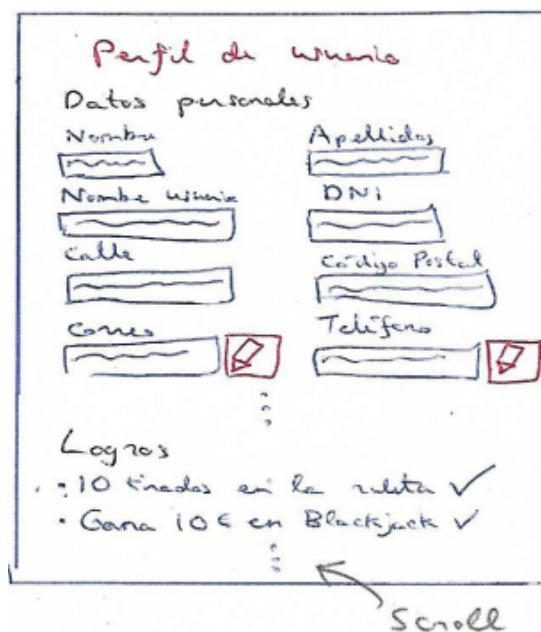 Perfil de usuario
Datos personales
Nombre Apellidos
Nombre usuario DNI
Calle Código Postal
Correo Teléfono
Logros
· 10 tiradas en la ruleta ✓
· Gana 10€ en Blackjack ✓
Scroll